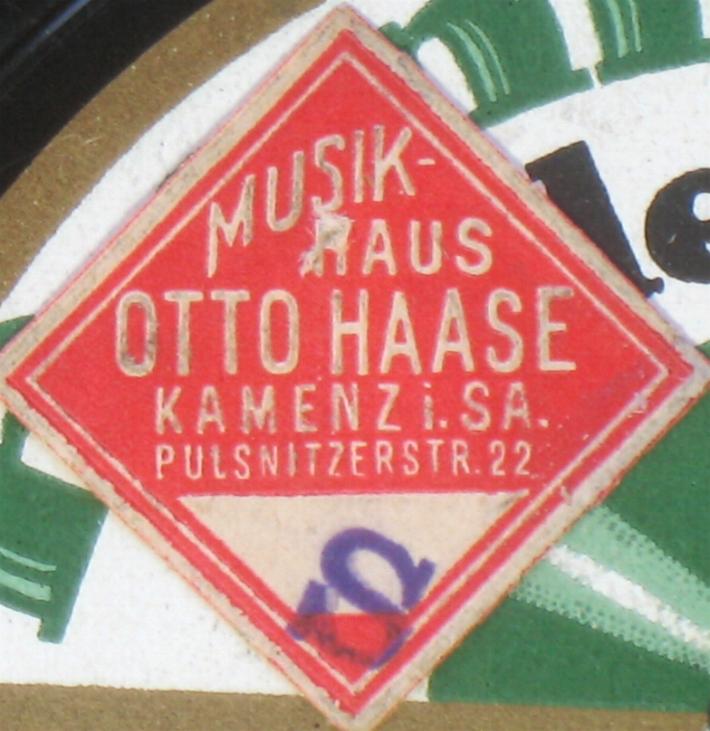 MUSIK-
HAUS
OTTO HAASE
KAMENZ i. SA.
PULSNITZERSTR. 22